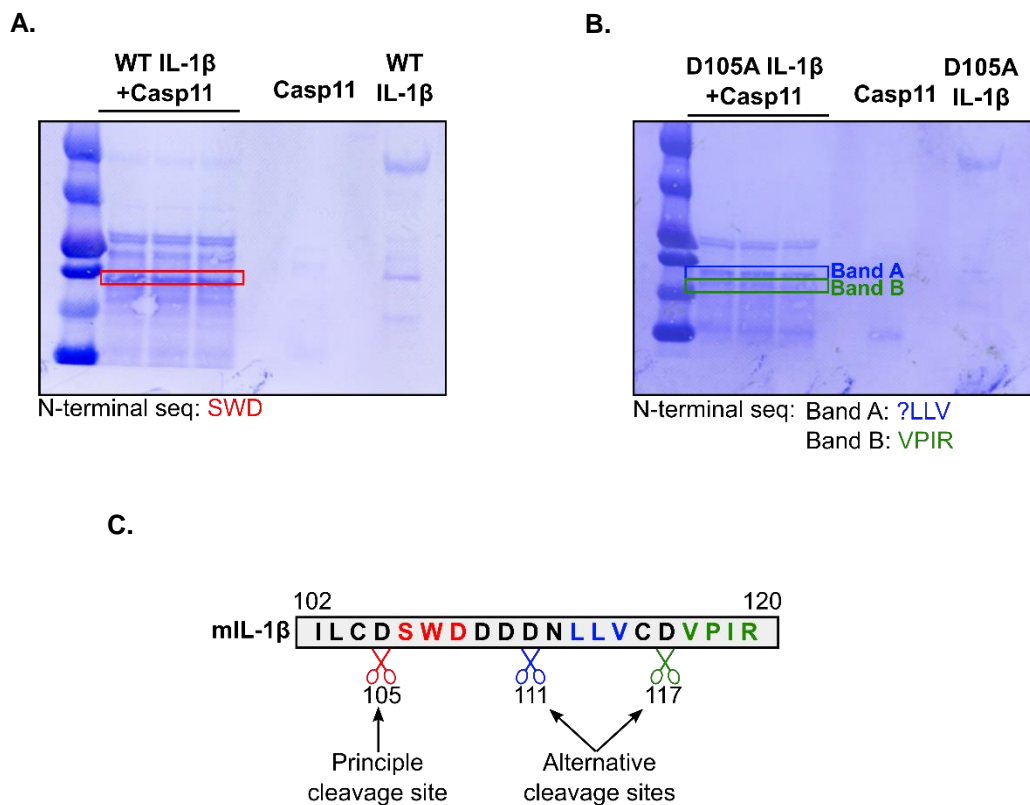 A.
WT IL-1β
+Casp11
Casp11
WT
IL-1β
N-terminal seq: SWD
B.
D105A IL-1β
+Casp11
Casp11
D105A
IL-1β
Band A
Band B
N-terminal seq: Band A: ?LLV
Band B: VPIR
C.
102 120
mIL-1β I L C D S W D D D D N L L V C D V P I R
105 111 117
Principle
cleavage site
Alternative
cleavage sites